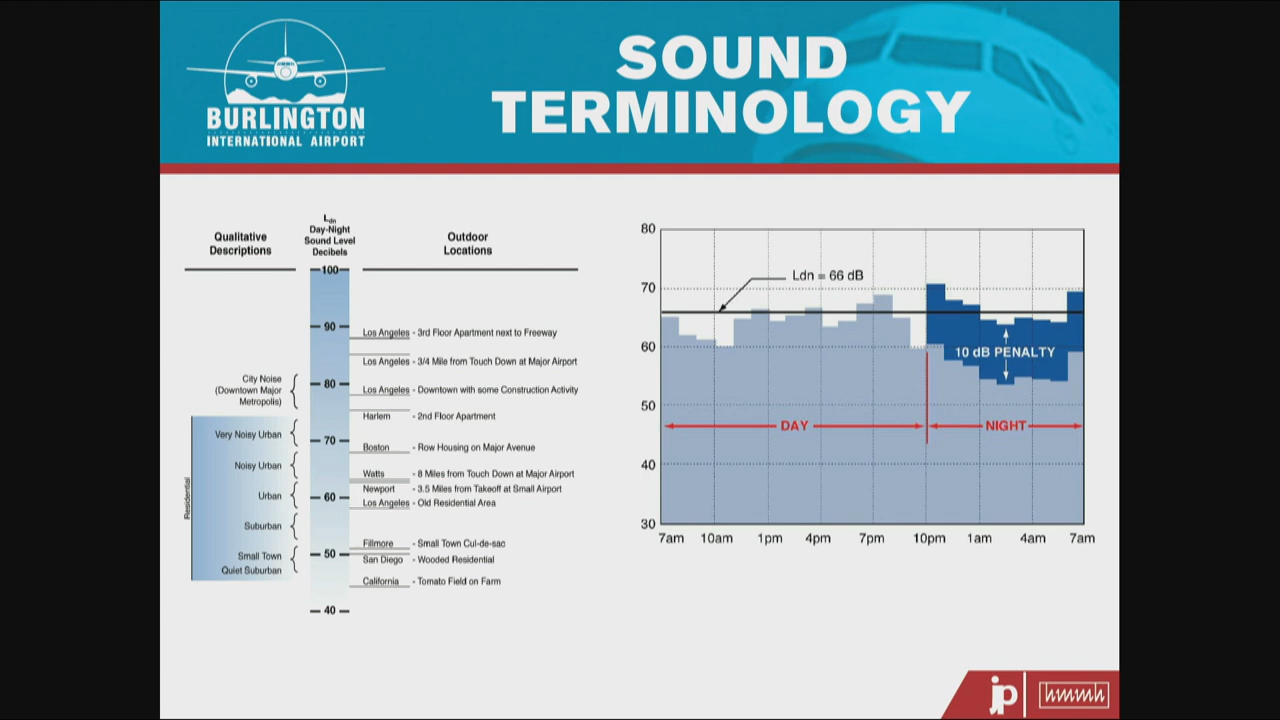 BURLINGTON
INTERNATIONAL AIRPORT
SOUND
TERMINOLOGY
Qualitative
Descriptions
Ldn
Day-Night
Sound Level
Decibels
Outdoor
Locations
100
90
80
70
60
50
40
City Noise
(Downtown Major
Metropolis)
Very Noisy Urban
Noisy Urban
Urban
Suburban
Small Town
Quiet Suburban
Residential
Los Angeles - 3rd Floor Apartment next to Freeway
Los Angeles - 3/4 Mile from Touch Down at Major Airport
Los Angeles - Downtown with some Construction Activity
Harlem - 2nd Floor Apartment
Boston - Row Housing on Major Avenue
Watts - 8 Miles from Touch Down at Major Airport
Newport - 3.5 Miles from Takeoff at Small Airport
Los Angeles - Old Residential Area
Fillmore - Small Town Cul-de-sac
San Diego - Wooded Residential
California - Tomato Field on Farm
80
70
60
50
40
30
Ldn = 66 dB
10 dB PENALTY
DAY
NIGHT
7am 10am 1pm 4pm 7pm 10pm 1am 4am 7am
jp hmmh